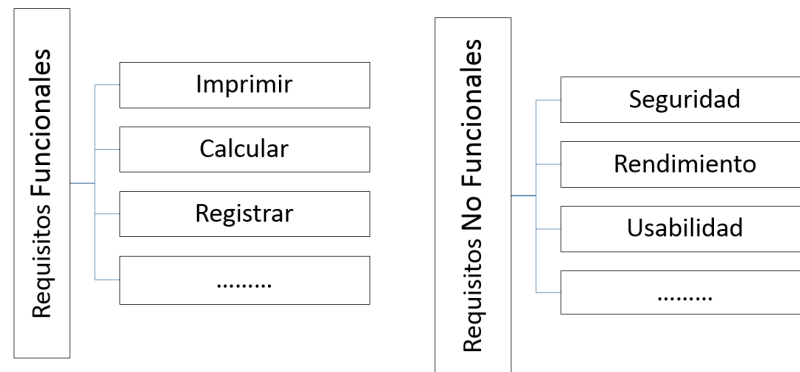 Requisitos Funcionales
Imprimir
Calcular
Registrar
.........
Requisitos No Funcionales
Seguridad
Rendimiento
Usabilidad
.........